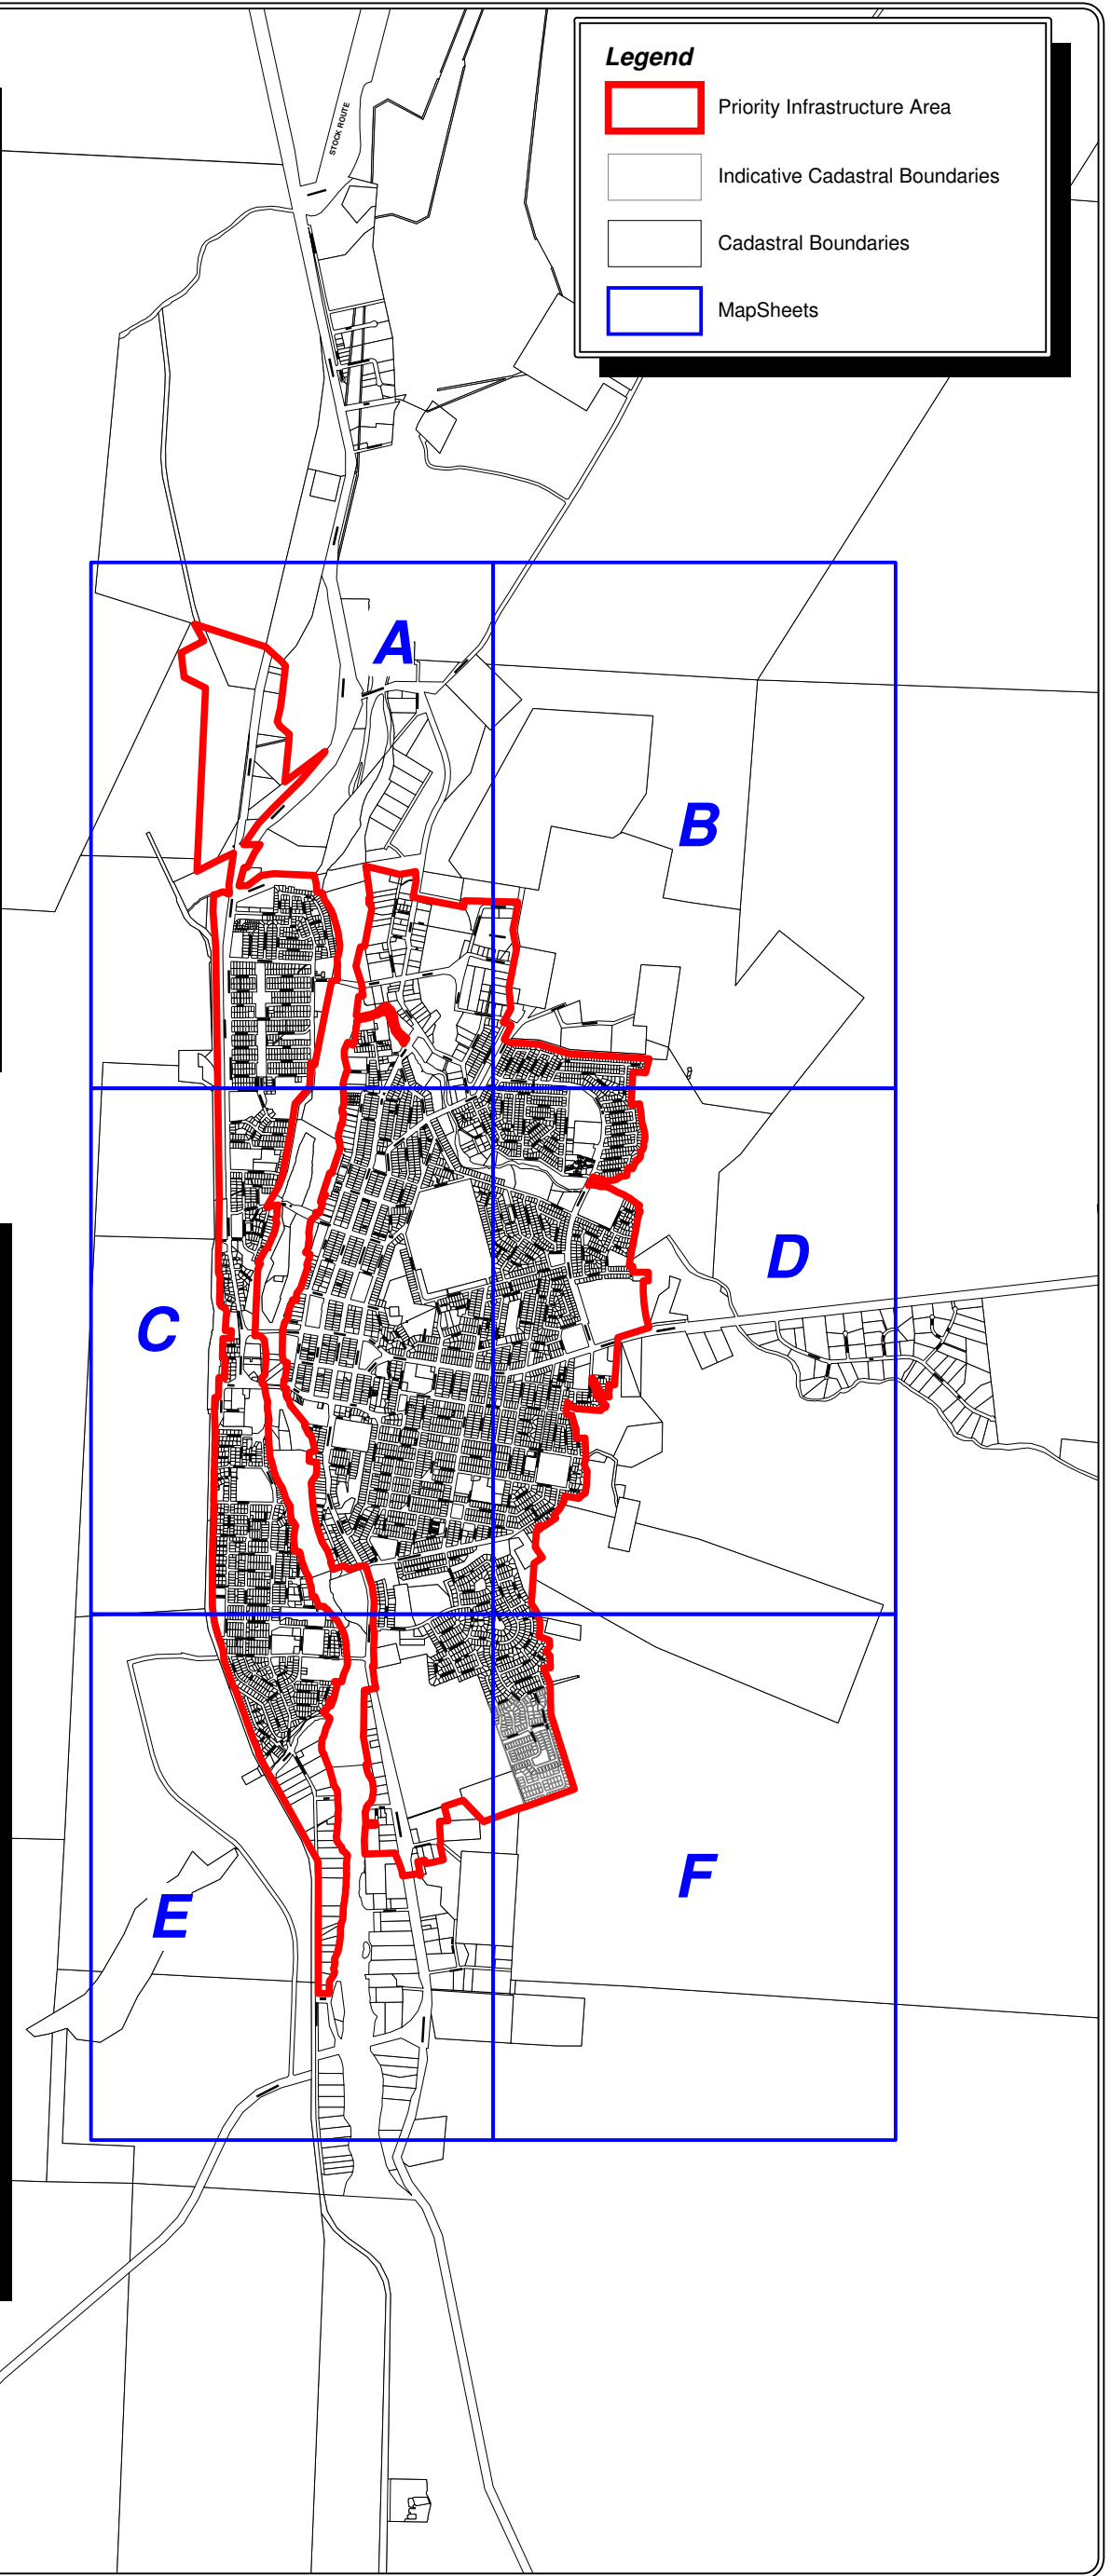 Legend
Priority Infrastructure Area
Indicative Cadastral Boundaries
Cadastral Boundaries
MapSheets
STOCK ROUTE
A
B
C
D
E
F